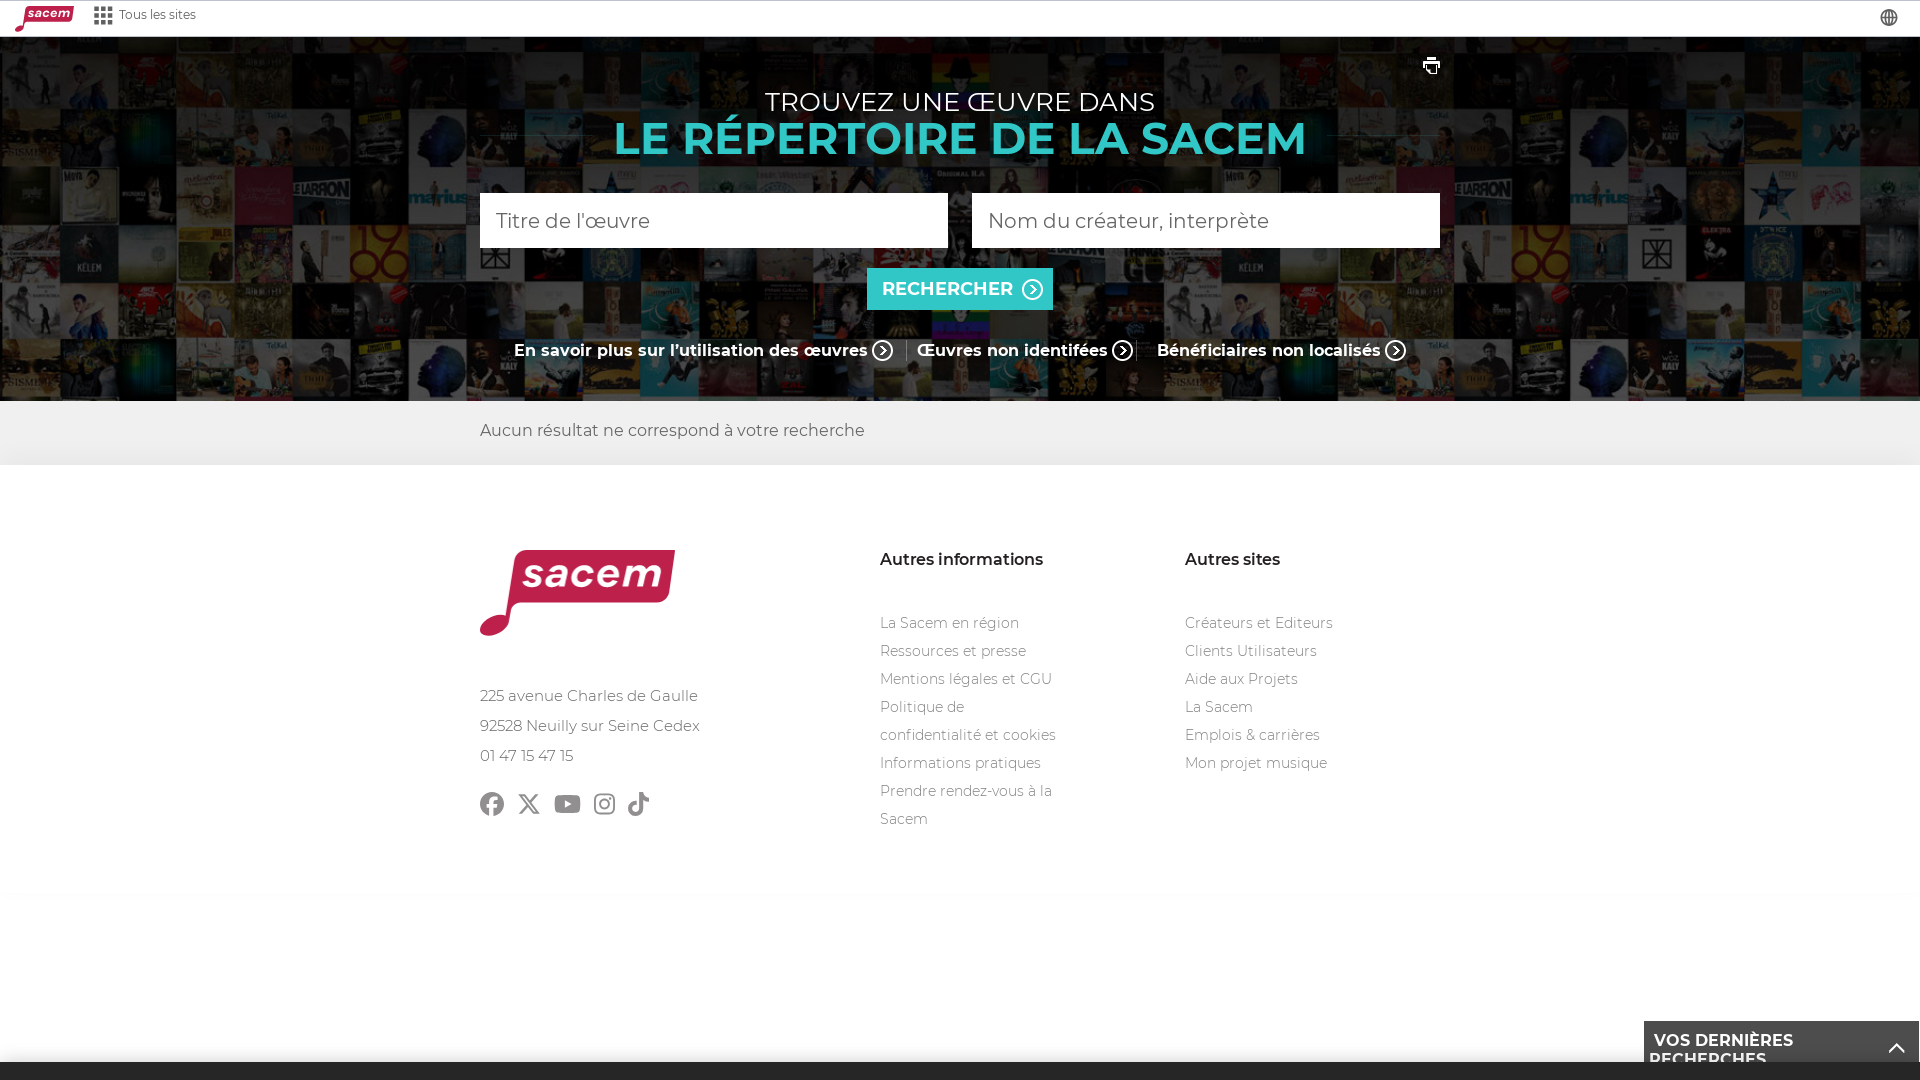 sacem
Tous les sites
TROUVEZ UNE ŒUVRE DANS
LE RÉPERTOIRE DE LA SACEM
Titre de l'œuvre
Nom du créateur, interprète
RECHERCHER
En savoir plus sur l’utilisation des œuvres
Œuvres non identifées
Bénéficiaires non localisés
Aucun résultat ne correspond à votre recherche
sacem
225 avenue Charles de Gaulle
92528 Neuilly sur Seine Cedex
01 47 15 47 15
Autres informations
La Sacem en région
Ressources et presse
Mentions légales et CGU
Politique de
confidentialité et cookies
Informations pratiques
Prendre rendez-vous à la
Sacem
Autres sites
Créateurs et Editeurs
Clients Utilisateurs
Aide aux Projets
La Sacem
Emplois & carrières
Mon projet musique
VOS DERNIÈRES
RECHERCHES